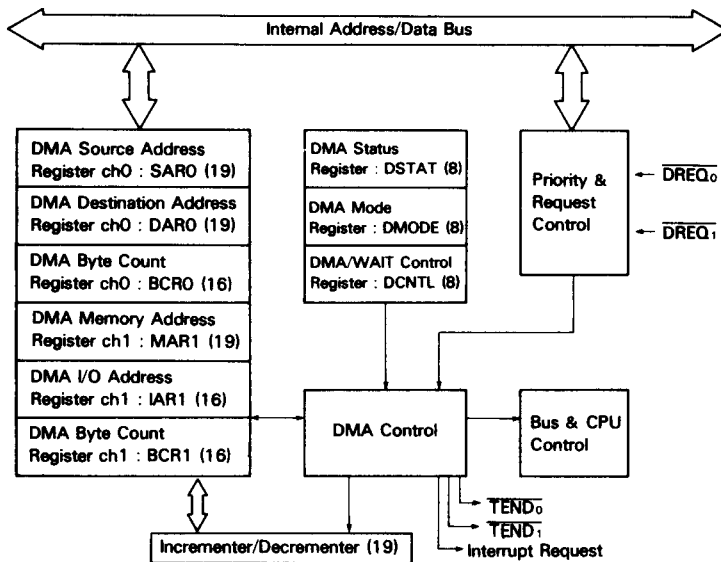 Internal Address/Data Bus
DMA Source Address
Register ch0 : SAR0 (19)
DMA Destination Address
Register ch0 : DAR0 (19)
DMA Byte Count
Register ch0 : BCR0 (16)
DMA Memory Address
Register ch1 : MAR1 (19)
DMA I/O Address
Register ch1 : IAR1 (16)
DMA Byte Count
Register ch1 : BCR1 (16)
DMA Status
Register : DSTAT (8)
DMA Mode
Register : DMODE (8)
DMA/WAIT Control
Register : DCNTL (8)
Priority &
Request
Control
DREQ0
DREQ1
DMA Control
Bus & CPU
Control
TEND0
TEND1
Interrupt Request
Incrementer/Decrementer (19)